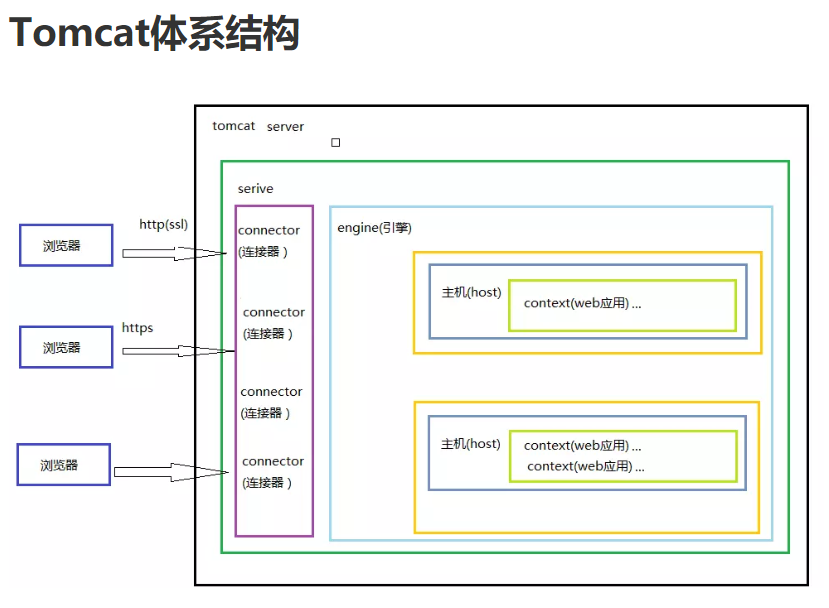 Tomcat体系结构
tomcat server
serive
http(ssl)
浏览器
connector
(连接器 )
engine(引擎)
主机(host)
context(web应用) ...
https
浏览器
connector
(连接器 )
connector
(连接器 )
主机(host)
context(web应用) ...
context(web应用) ...
浏览器
connector
(连接器 )